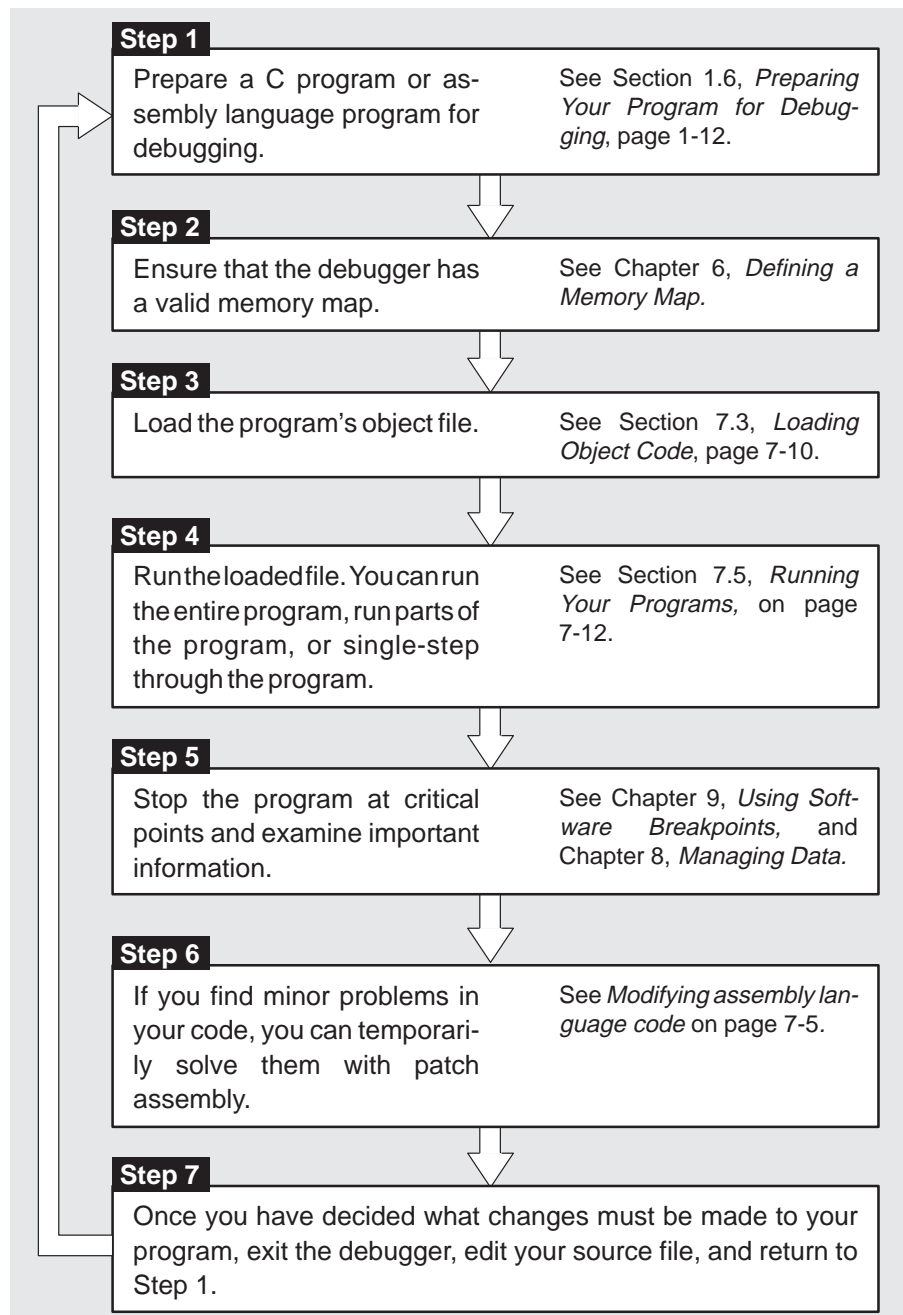 Step 1
Prepare a C program or as-
sembly language program for
debugging.
See Section 1.6, Preparing
Your Program for Debug-
ging, page 1-12.
Step 2
Ensure that the debugger has
a valid memory map.
See Chapter 6, Defining a
Memory Map.
Step 3
Load the program's object file.
See Section 7.3, Loading
Object Code, page 7-10.
Step 4
Run the loaded file. You can run
the entire program, run parts of
the program, or single-step
through the program.
See Section 7.5, Running
Your Programs, on page
7-12.
Step 5
Stop the program at critical
points and examine important
information.
See Chapter 9, Using Soft-
ware Breakpoints, and
Chapter 8, Managing Data.
Step 6
If you find minor problems in
your code, you can temporari-
ly solve them with patch
assembly.
See Modifying assembly lan-
guage code on page 7-5.
Step 7
Once you have decided what changes must be made to your
program, exit the debugger, edit your source file, and return to
Step 1.